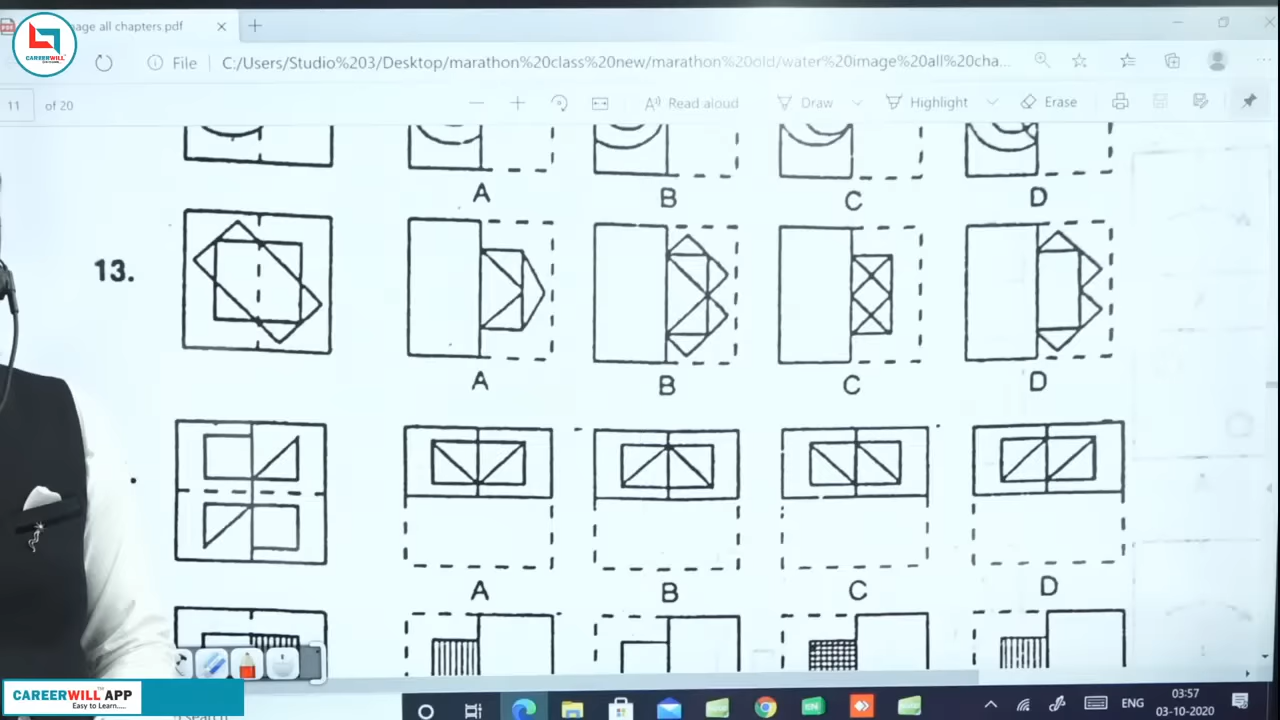 nage all chapters.pdf
CAREERWILL
File C:/Users/Studio%203/Desktop/marathon%20class%20new/marathon%20old/water%20image%20all%20cha...
11 of 20 Read aloud Draw Highlight Erase
A B C D
13.
A B C D
A B C D
CAREERWILL APP
Easy to Learn.....
ENG 03:57
03-10-2020